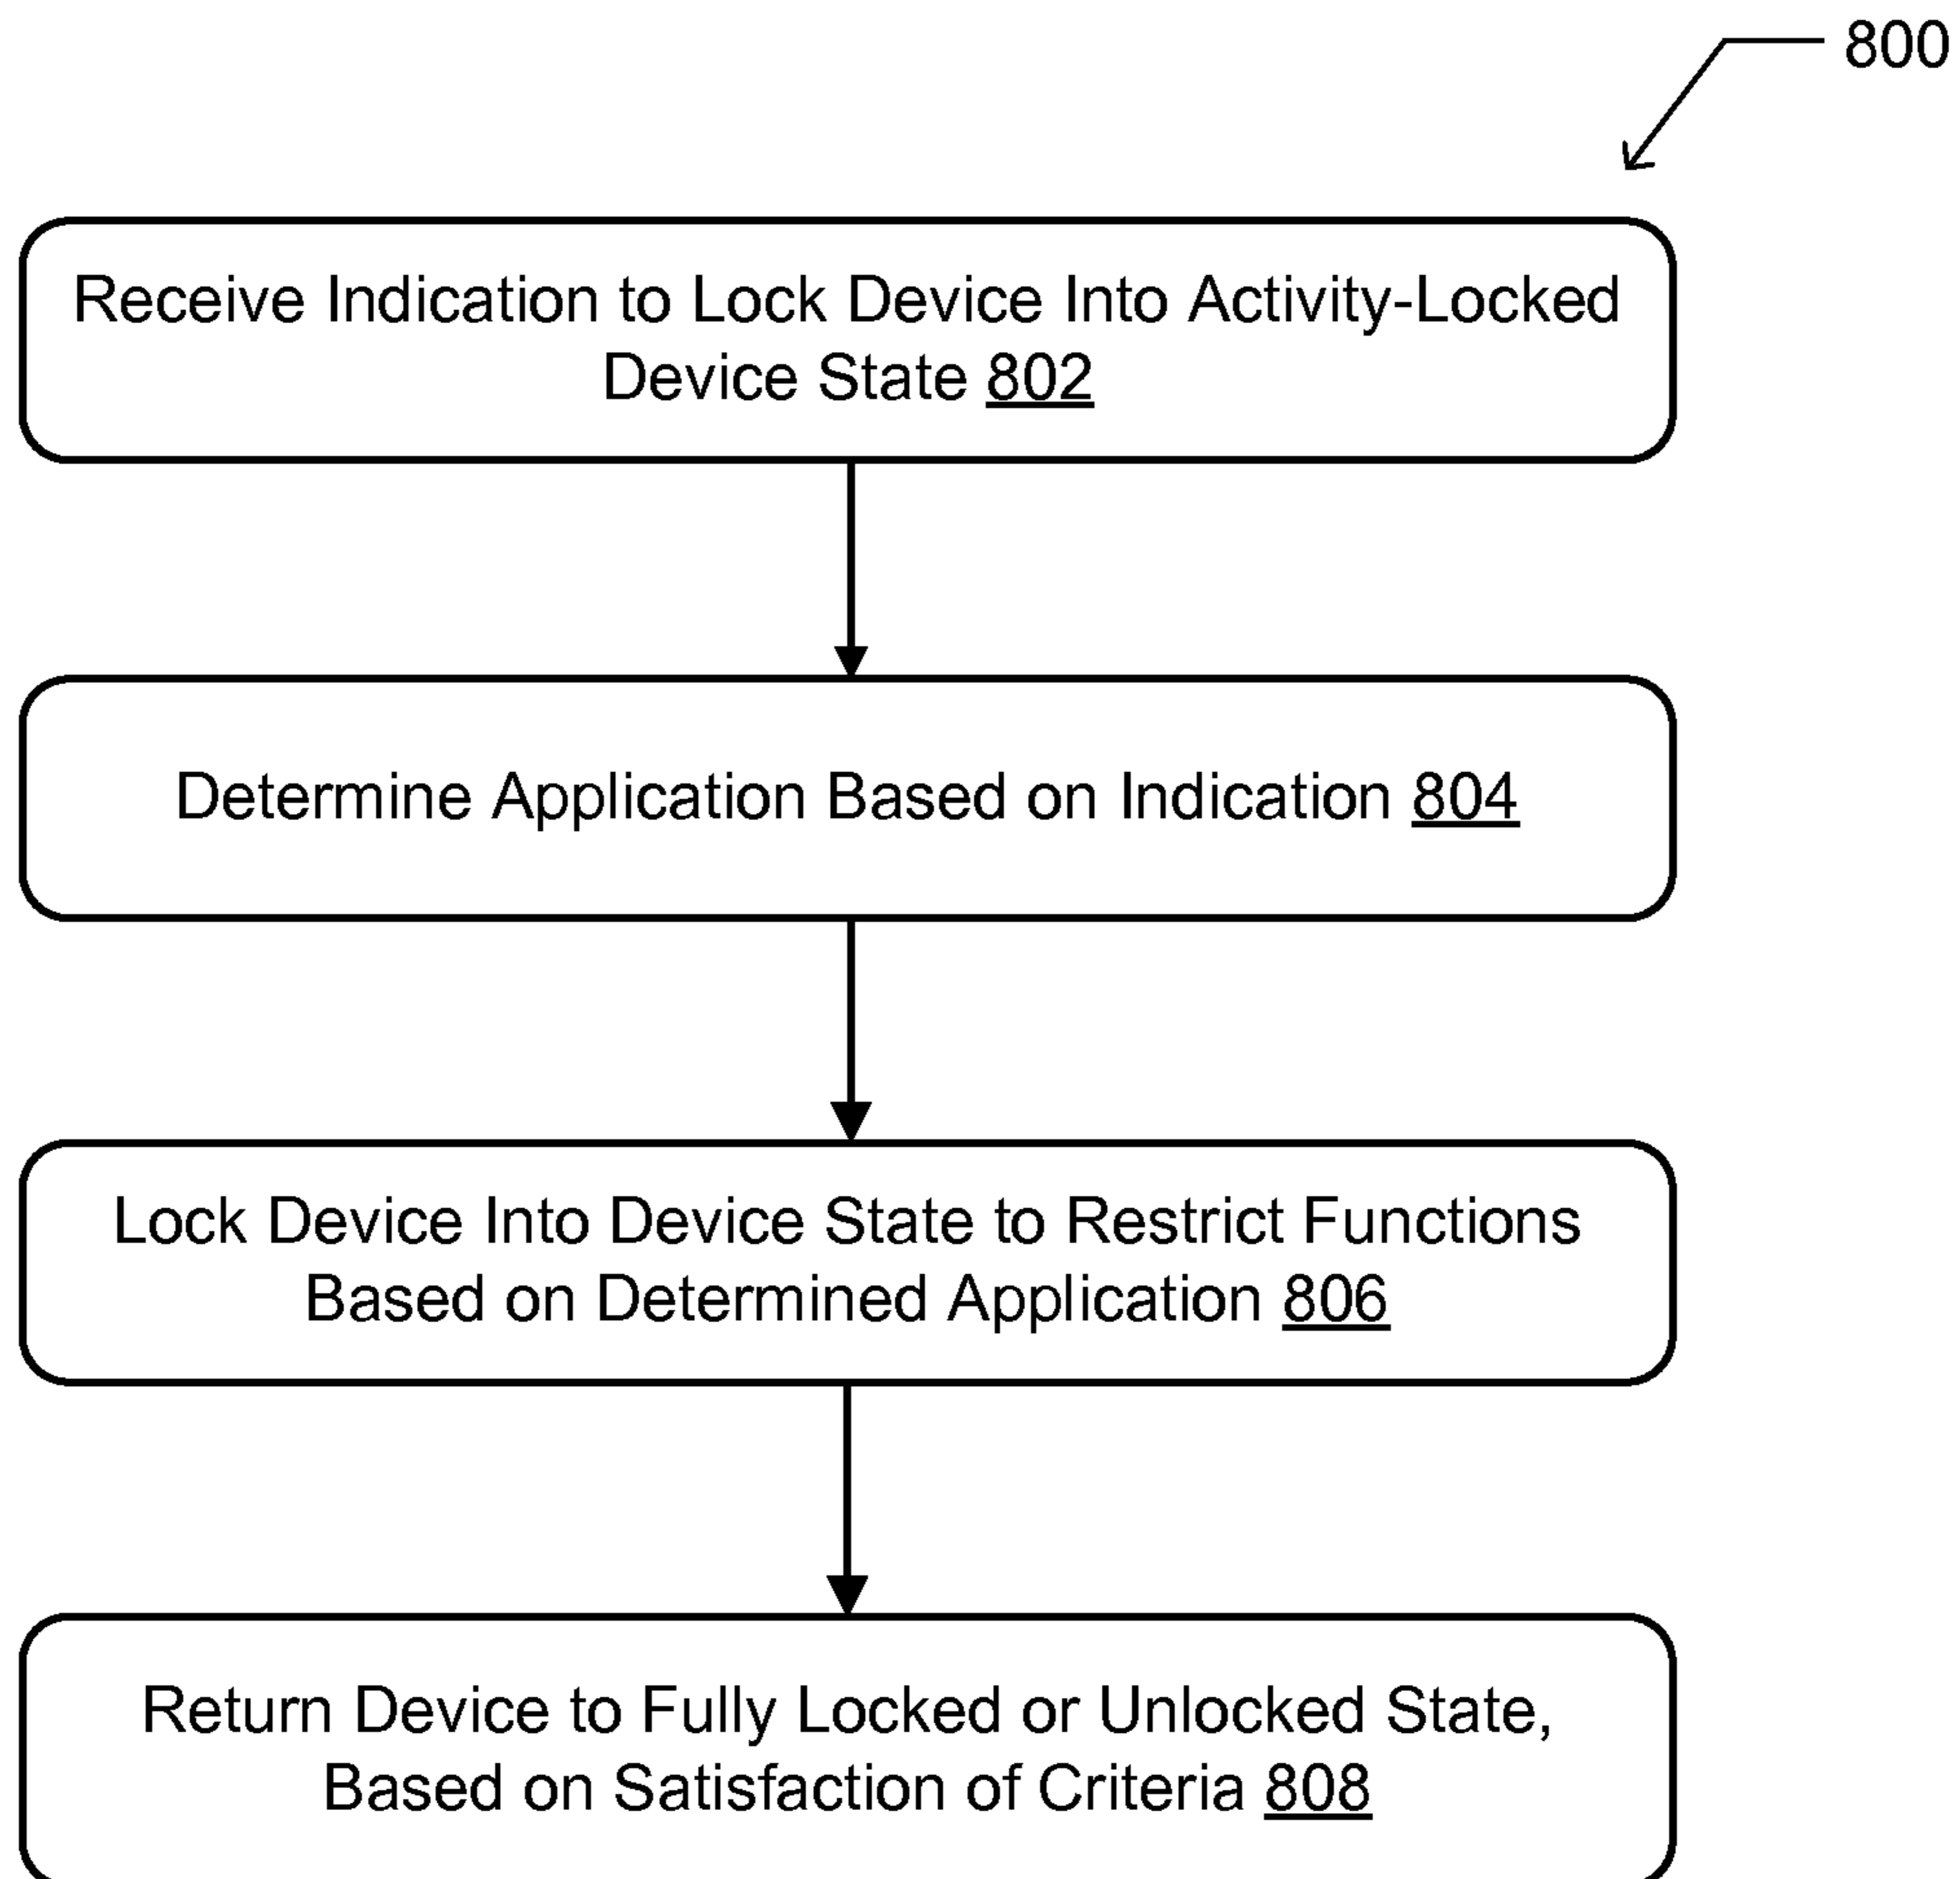 800
Receive Indication to Lock Device Into Activity-Locked
Device State 802
Determine Application Based on Indication 804
Lock Device Into Device State to Restrict Functions
Based on Determined Application 806
Return Device to Fully Locked or Unlocked State,
Based on Satisfaction of Criteria 808